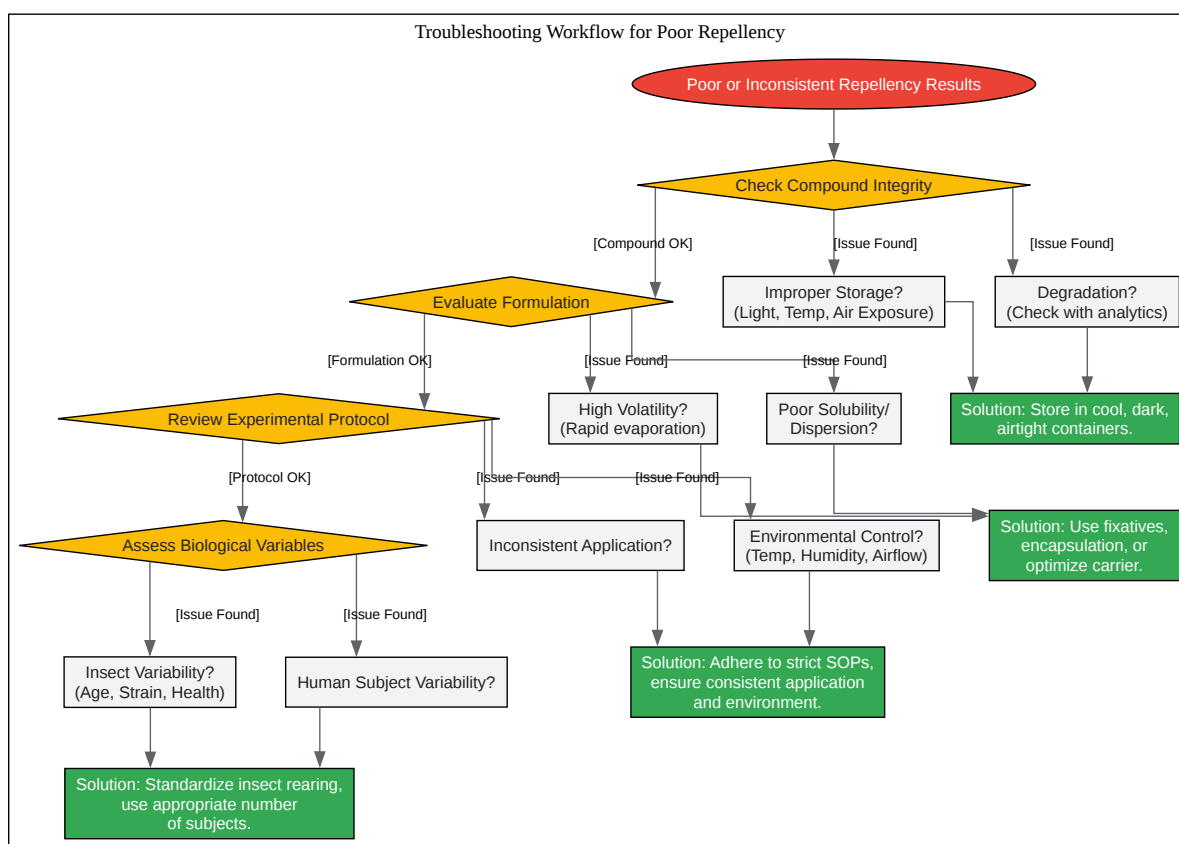 Troubleshooting Workflow for Poor Repellency
Poor or Inconsistent Repellency Results
Check Compound Integrity
[Compound OK]
[Issue Found]
[Issue Found]
Evaluate Formulation
Improper Storage?
(Light, Temp, Air Exposure)
Degradation?
(Check with analytics)
[Formulation OK]
[Issue Found]
[Issue Found]
Review Experimental Protocol
High Volatility?
(Rapid evaporation)
Poor Solubility/
Dispersion?
Solution: Store in cool, dark,
airtight containers.
[Protocol OK]
[Issue Found]
[Issue Found]
Assess Biological Variables
Inconsistent Application?
Environmental Control?
(Temp, Humidity, Airflow)
Solution: Use fixatives,
encapsulation, or
optimize carrier.
[Issue Found]
[Issue Found]
Insect Variability?
(Age, Strain, Health)
Human Subject Variability?
Solution: Adhere to strict SOPs,
ensure consistent application
and environment.
Solution: Standardize insect rearing,
use appropriate number
of subjects.